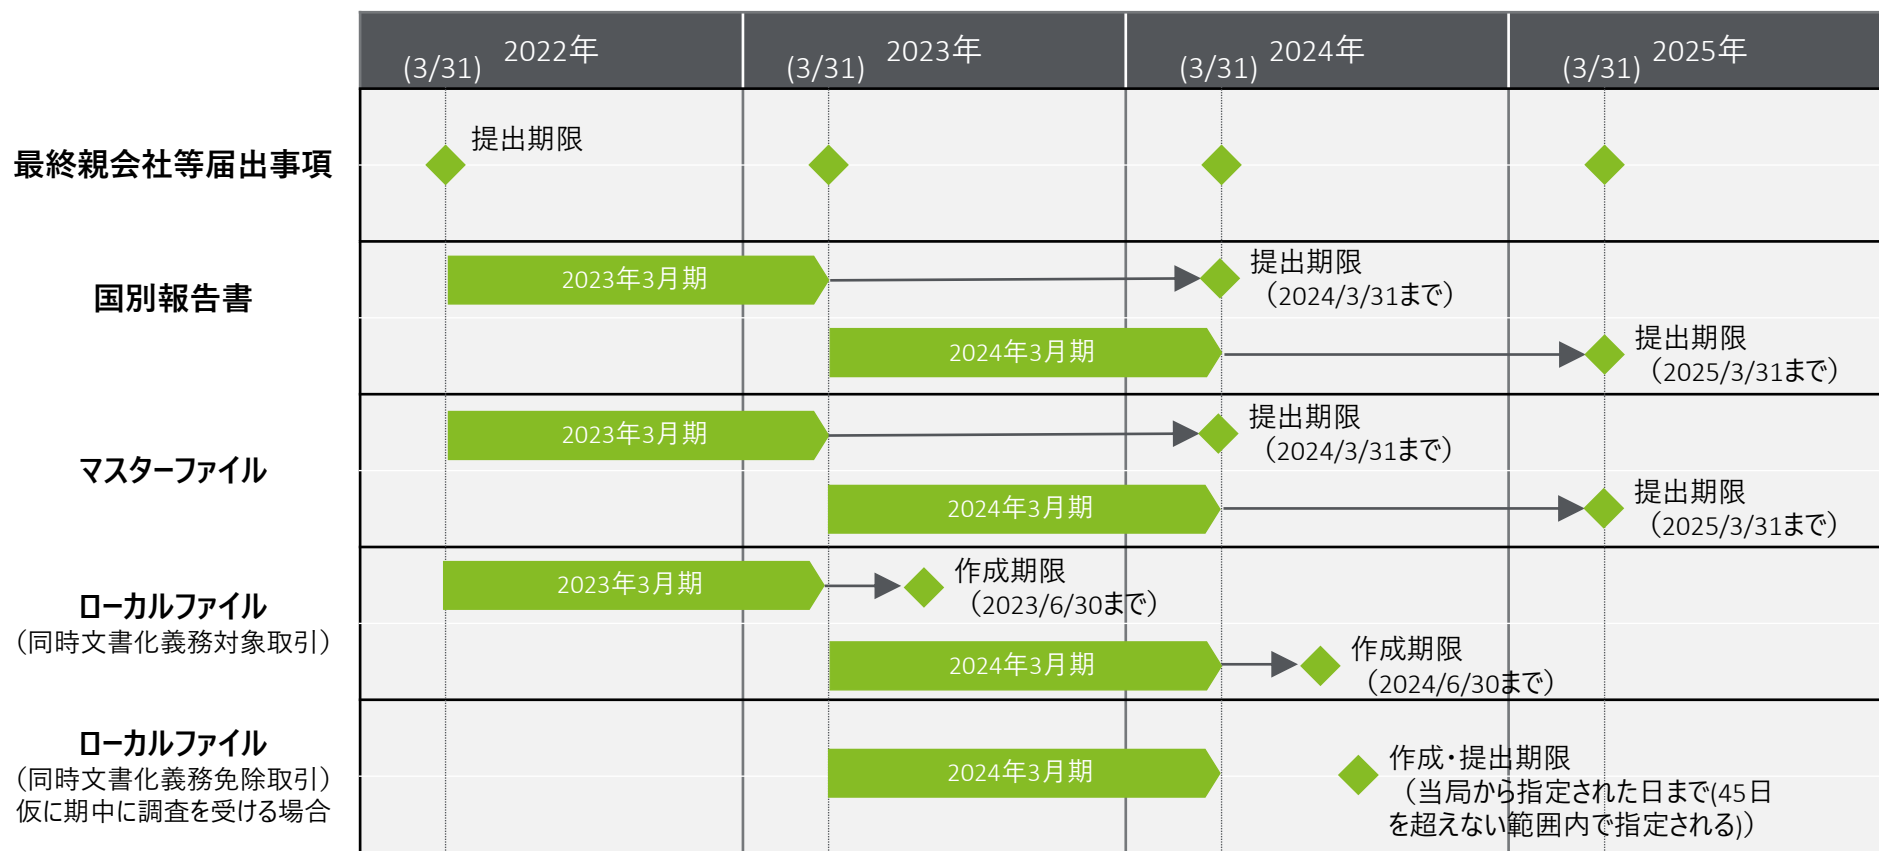 2022年
2023年
2024年
2025年
(3/31)
(3/31)
(3/31)
(3/31)
最終親会社等届出事項
提出期限
国別報告書
2023年3月期
提出期限
（2024/3/31まで）
2024年3月期
提出期限
（2025/3/31まで）
マスターファイル
2023年3月期
提出期限
（2024/3/31まで）
2024年3月期
提出期限
（2025/3/31まで）
ローカルファイル
（同時文書化義務対象取引）
2023年3月期
作成期限
（2023/6/30まで）
2024年3月期
作成期限
（2024/6/30まで）
ローカルファイル
（同時文書化義務免除取引）
仮に期中に調査を受ける場合
2024年3月期
作成・提出期限
（当局から指定された日まで(45日
を超えない範囲内で指定される)）